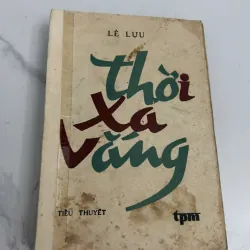 LÊ LỰU
thời
xa
vắng
TIỂU THUYẾT
tpm